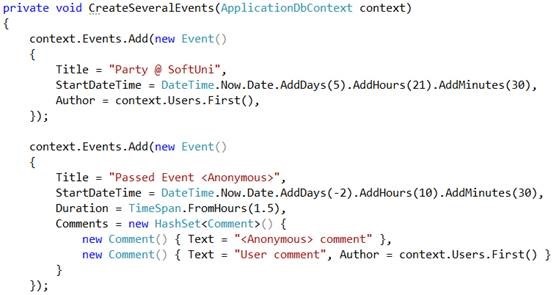 private void CreateSeveralEvents(ApplicationDbContext context)
{
    context.Events.Add(new Event()
    {
        Title = "Party @ SoftUni",
        StartDateTime = DateTime.Now.Date.AddDays(5).AddHours(21).AddMinutes(30),
        Author = context.Users.First(),
    });

    context.Events.Add(new Event()
    {
        Title = "Passed Event <Anonymous>",
        StartDateTime = DateTime.Now.Date.AddDays(-2).AddHours(10).AddMinutes(30),
        Duration = TimeSpan.FromHours(1.5),
        Comments = new HashSet<Comment>() {
            new Comment() { Text = "<Anonymous> comment" },
            new Comment() { Text = "User comment", Author = context.Users.First() }
        }
    });